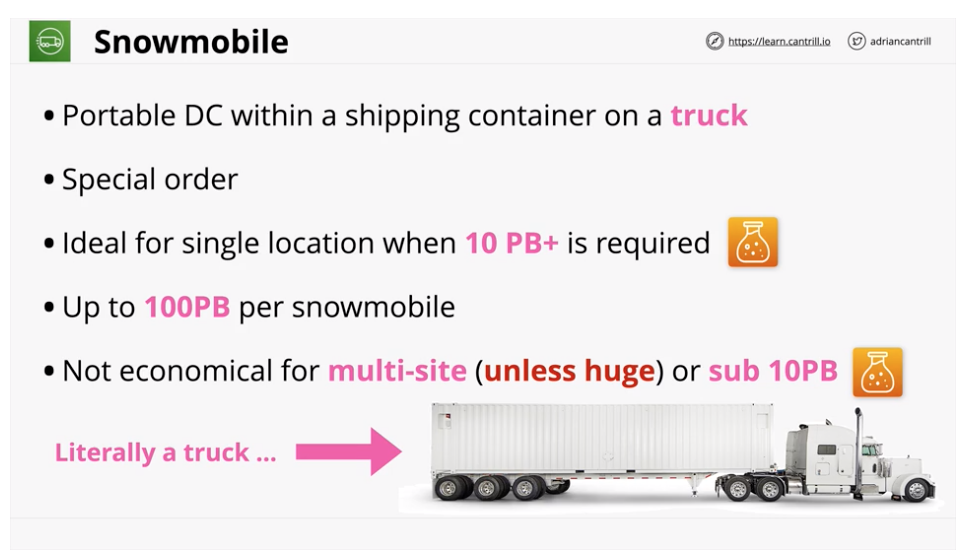 Snowmobile
https://learn.cantrill.io
adriancantrill
• Portable DC within a shipping container on a truck
• Special order
• Ideal for single location when 10 PB+ is required
• Up to 100PB per snowmobile
• Not economical for multi-site (unless huge) or sub 10PB
Literally a truck ...